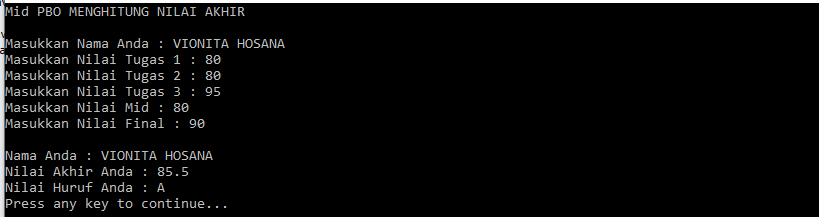 Mid PBO MENGHITUNG NILAI AKHIR
Masukkan Nama Anda : VIONITA HOSANA
Masukkan Nilai Tugas 1 : 80
Masukkan Nilai Tugas 2 : 80
Masukkan Nilai Tugas 3 : 95
Masukkan Nilai Mid : 80
Masukkan Nilai Final : 90
Nama Anda : VIONITA HOSANA
Nilai Akhir Anda : 85.5
Nilai Huruf Anda : A
Press any key to continue...